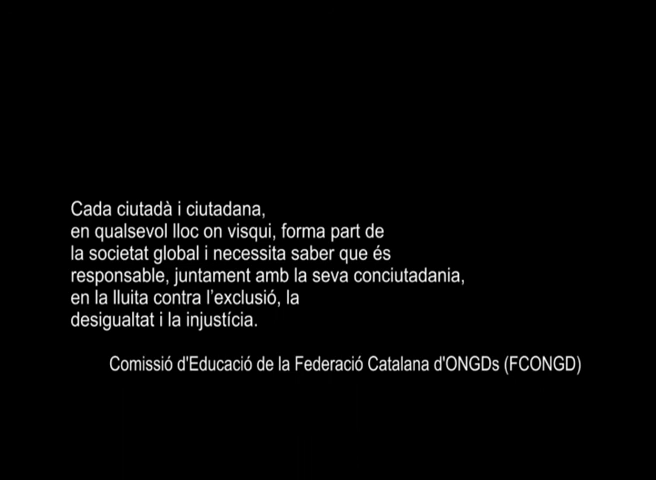 Cada ciutadà i ciutadana,
en qualsevol lloc on visqui, forma part de
la societat global i necessita saber que és
responsable, juntament amb la seva conciutadania,
en la lluita contra l'exclusió, la
desigualtat i la injustícia.
Comissió d'Educació de la Federació Catalana d'ONGDs (FCONGD)